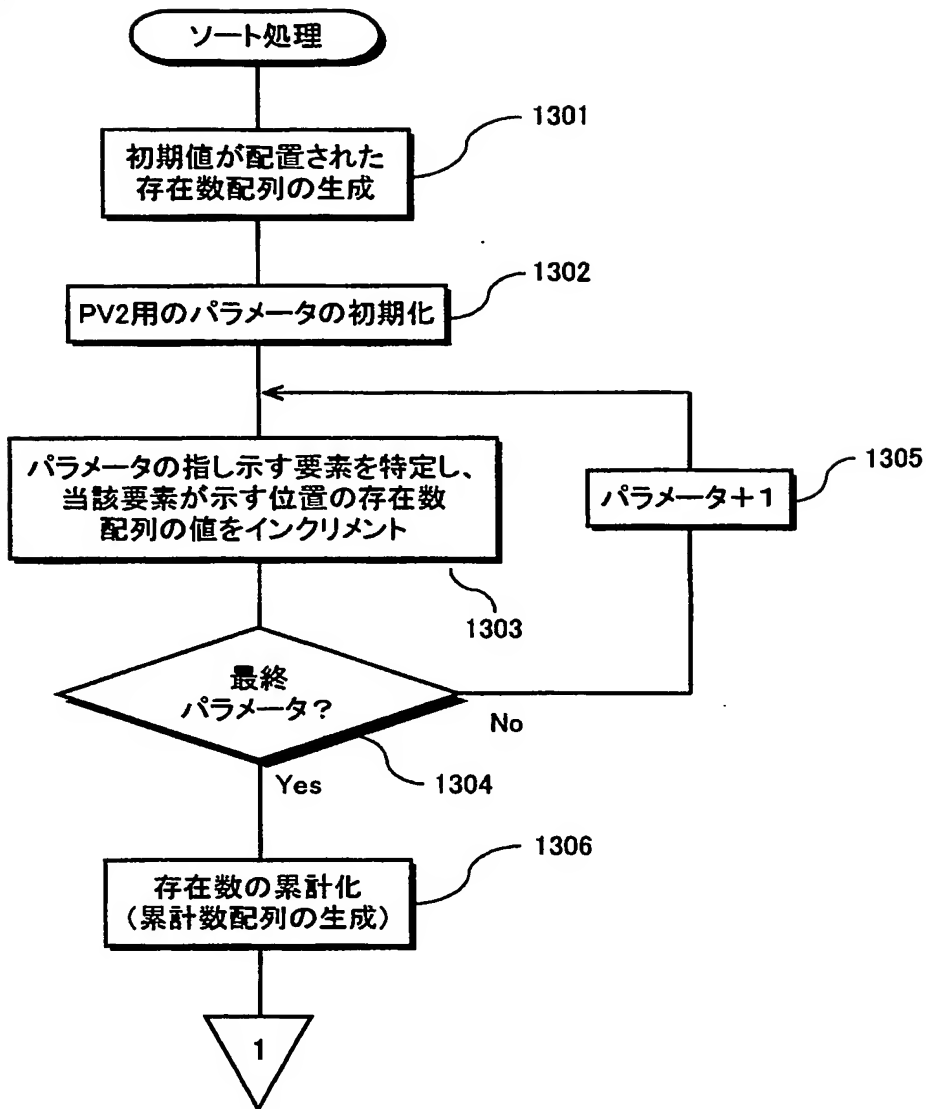 ソート処理
1301
初期値が配置された
存在数配列の生成
1302
PV2用のパラメータの初期化
パラメータの指し示す要素を特定し、
当該要素が示す位置の存在数
配列の値をインクリメント
1303
1305
パラメータ+1
最終
パラメータ?
No
1304
Yes
1306
存在数の累計化
(累計数配列の生成)
1